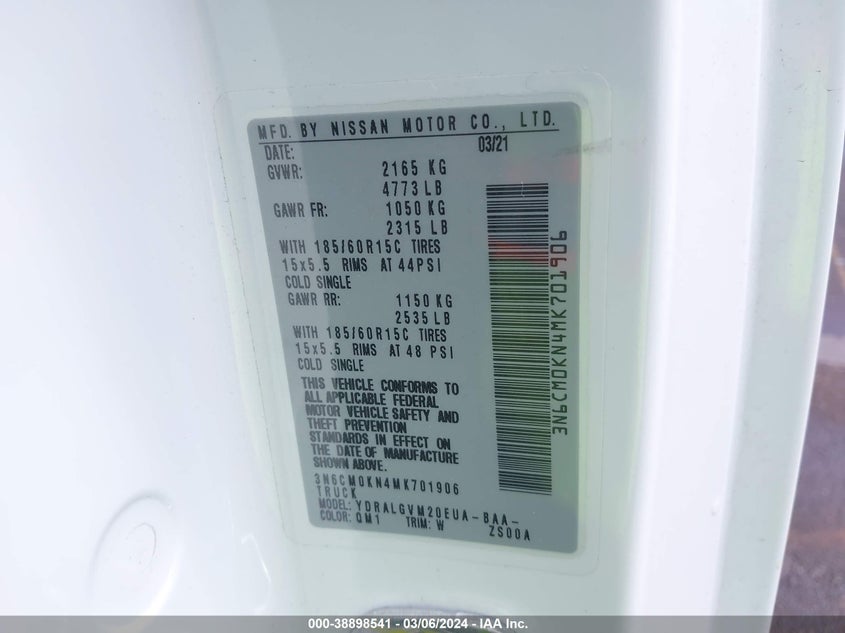 MFD. BY NISSAN MOTOR CO., LTD.
DATE: 03/21
GVWR: 2165 KG
4773 LB
GAWR FR: 1050 KG
2315 LB
WITH 185/60R15C TIRES
15x5.5 RIMS AT 44PSI
COLD SINGLE
GAWR RR: 1150 KG
2535 LB
WITH 185/60R15C TIRES
15x5.5 RIMS AT 48 PSI
COLD SINGLE
THIS VEHICLE CONFORMS TO
ALL APPLICABLE FEDERAL
MOTOR VEHICLE SAFETY AND
THEFT PREVENTION
STANDARDS IN EFFECT ON
THE DATE OF MANUFACTURE
SHOWN ABOVE.
3N6CM0KN4MK701906
TRUCK
MODEL: YDRALGVM20EUA-BAA-
COLOR: QM1 TRIM: W ZS00A
3N6CM0KN4MK701906
000-38898541 - 03/06/2024 - IAA Inc.